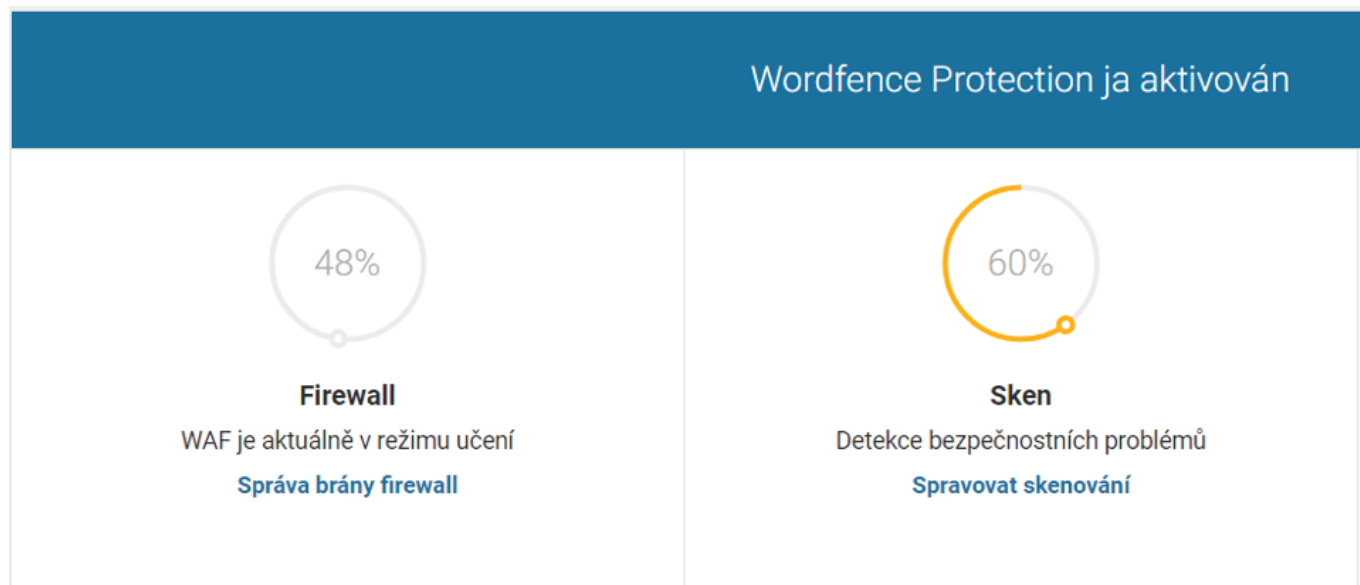 Wordfence Protection ja aktivován
48%
Firewall
WAF je aktuálně v režimu učení
Správa brány firewall
60%
Sken
Detekce bezpečnostních problémů
Spravovat skenování